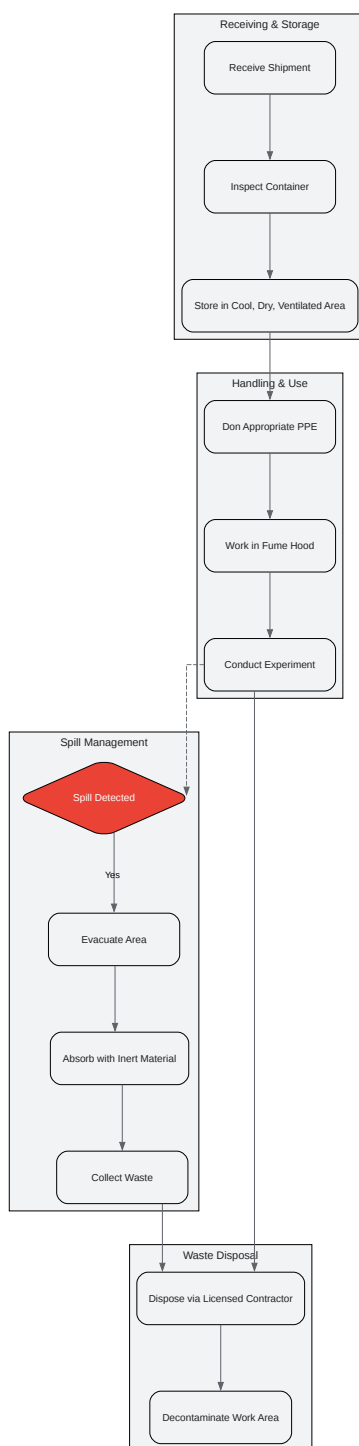 Receiving & Storage
Receive Shipment
Inspect Container
Store in Cool, Dry, Ventilated Area
Handling & Use
Don Appropriate PPE
Work in Fume Hood
Conduct Experiment
Spill Management
Spill Detected
Yes
Evacuate Area
Absorb with Inert Material
Collect Waste
Waste Disposal
Dispose via Licensed Contractor
Decontaminate Work Area